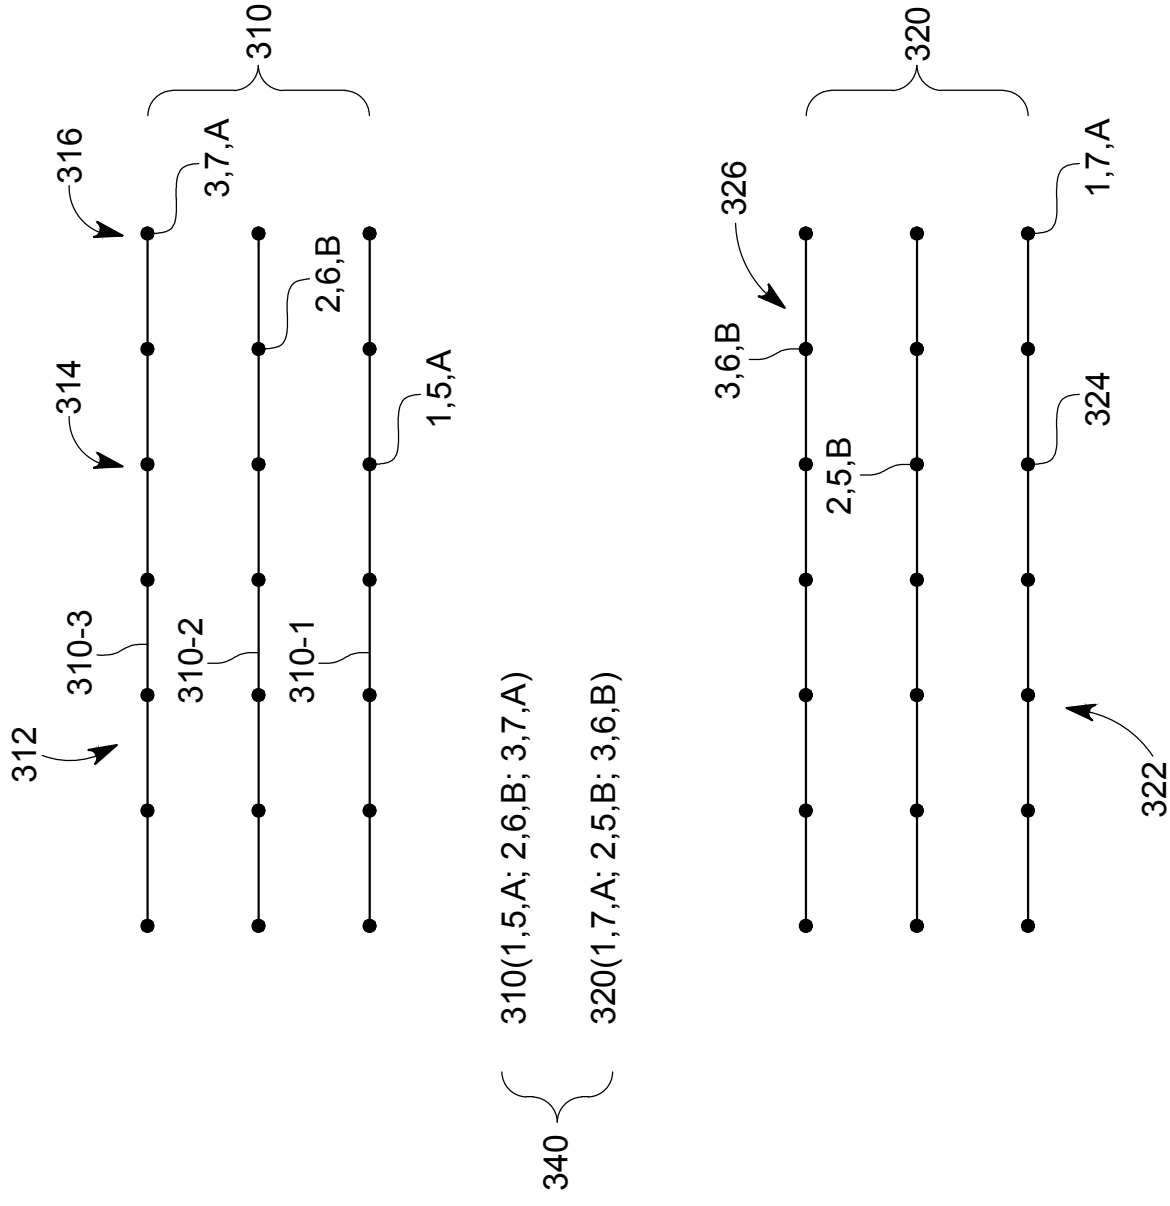 312
314
316
310-3
310-2
3,7,A
310
310-1
2,6,B
1,5,A
310(1,5,A; 2,6,B; 3,7,A)
340
320(1,7,A; 2,5,B; 3,6,B)
3,6,B
326
2,5,B
320
324
1,7,A
322